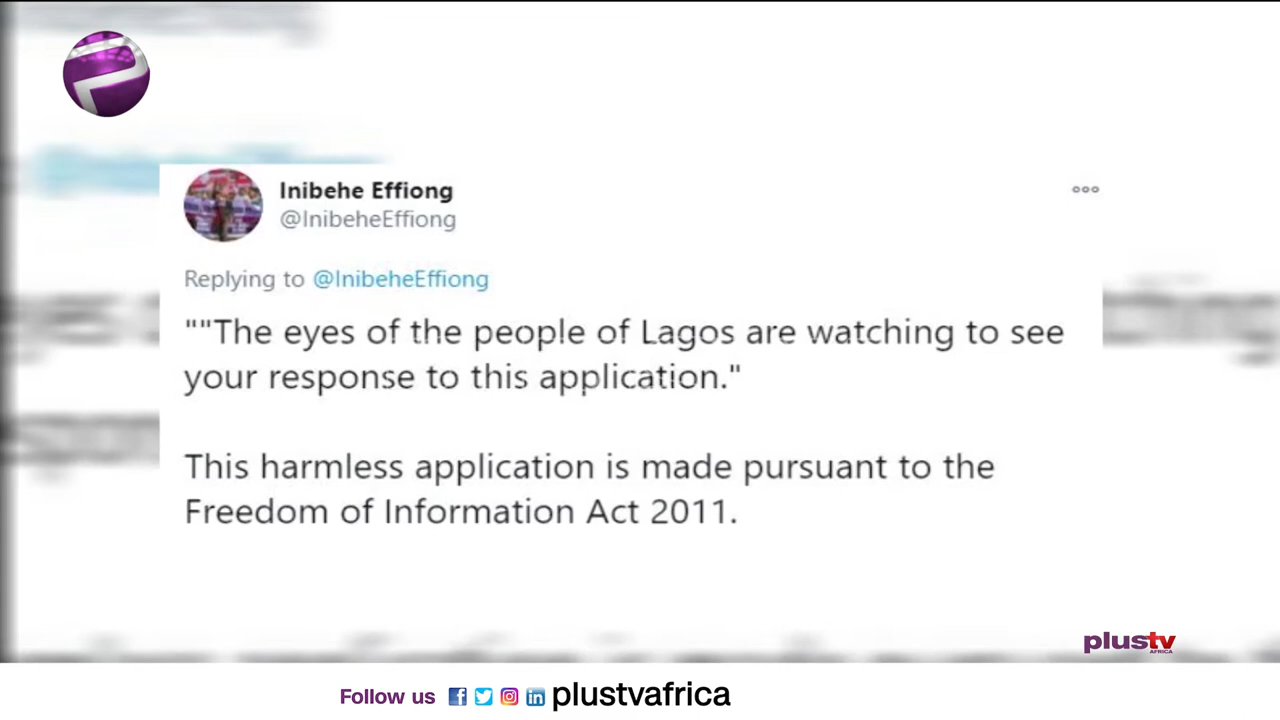 Inibehe Effiong
@InibeheEffiong
Replying to @InibeheEffiong
""The eyes of the people of Lagos are watching to see
your response to this application."
This harmless application is made pursuant to the
Freedom of Information Act 2011.
plustv
AFRICA
Follow us plustvafrica